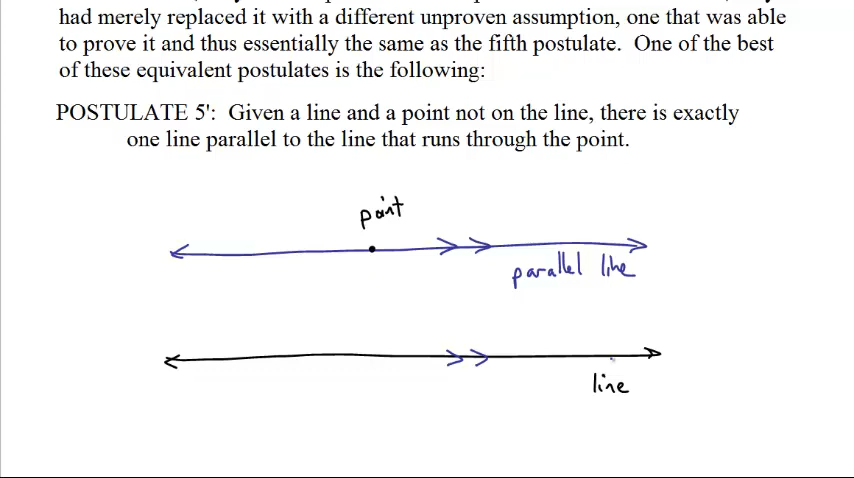 had merely replaced it with a different unproven assumption, one that was able
to prove it and thus essentially the same as the fifth postulate. One of the best
of these equivalent postulates is the following:
POSTULATE 5': Given a line and a point not on the line, there is exactly
one line parallel to the line that runs through the point.
point
parallel line
line